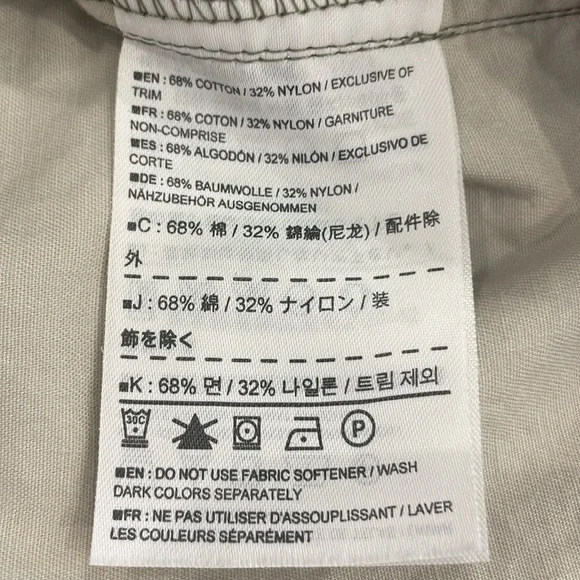 ■EN : 68% COTTON / 32% NYLON / EXCLUSIVE OF
TRIM
■FR : 68% COTON / 32% NYLON / GARNITURE
NON-COMPRISE
■ES : 68% ALGODÓN / 32% NILÓN / EXCLUSIVO DE
CORTE
■DE : 68% BAUMWOLLE / 32% NYLON /
NÄHZUBEHÖR AUSGENOMMEN
■C : 68% 棉 / 32% 錦綸(尼龙) / 配件除
外
■J : 68% 綿 / 32% ナイロン / 装
飾を除く
■K : 68% 면 / 32% 나일론 / 트림 제외
30C P
■EN : DO NOT USE FABRIC SOFTENER / WASH
DARK COLORS SEPARATELY
■FR : NE PAS UTILISER D'ASSOUPLISSANT / LAVER
LES COULEURS SÉPARÉMENT